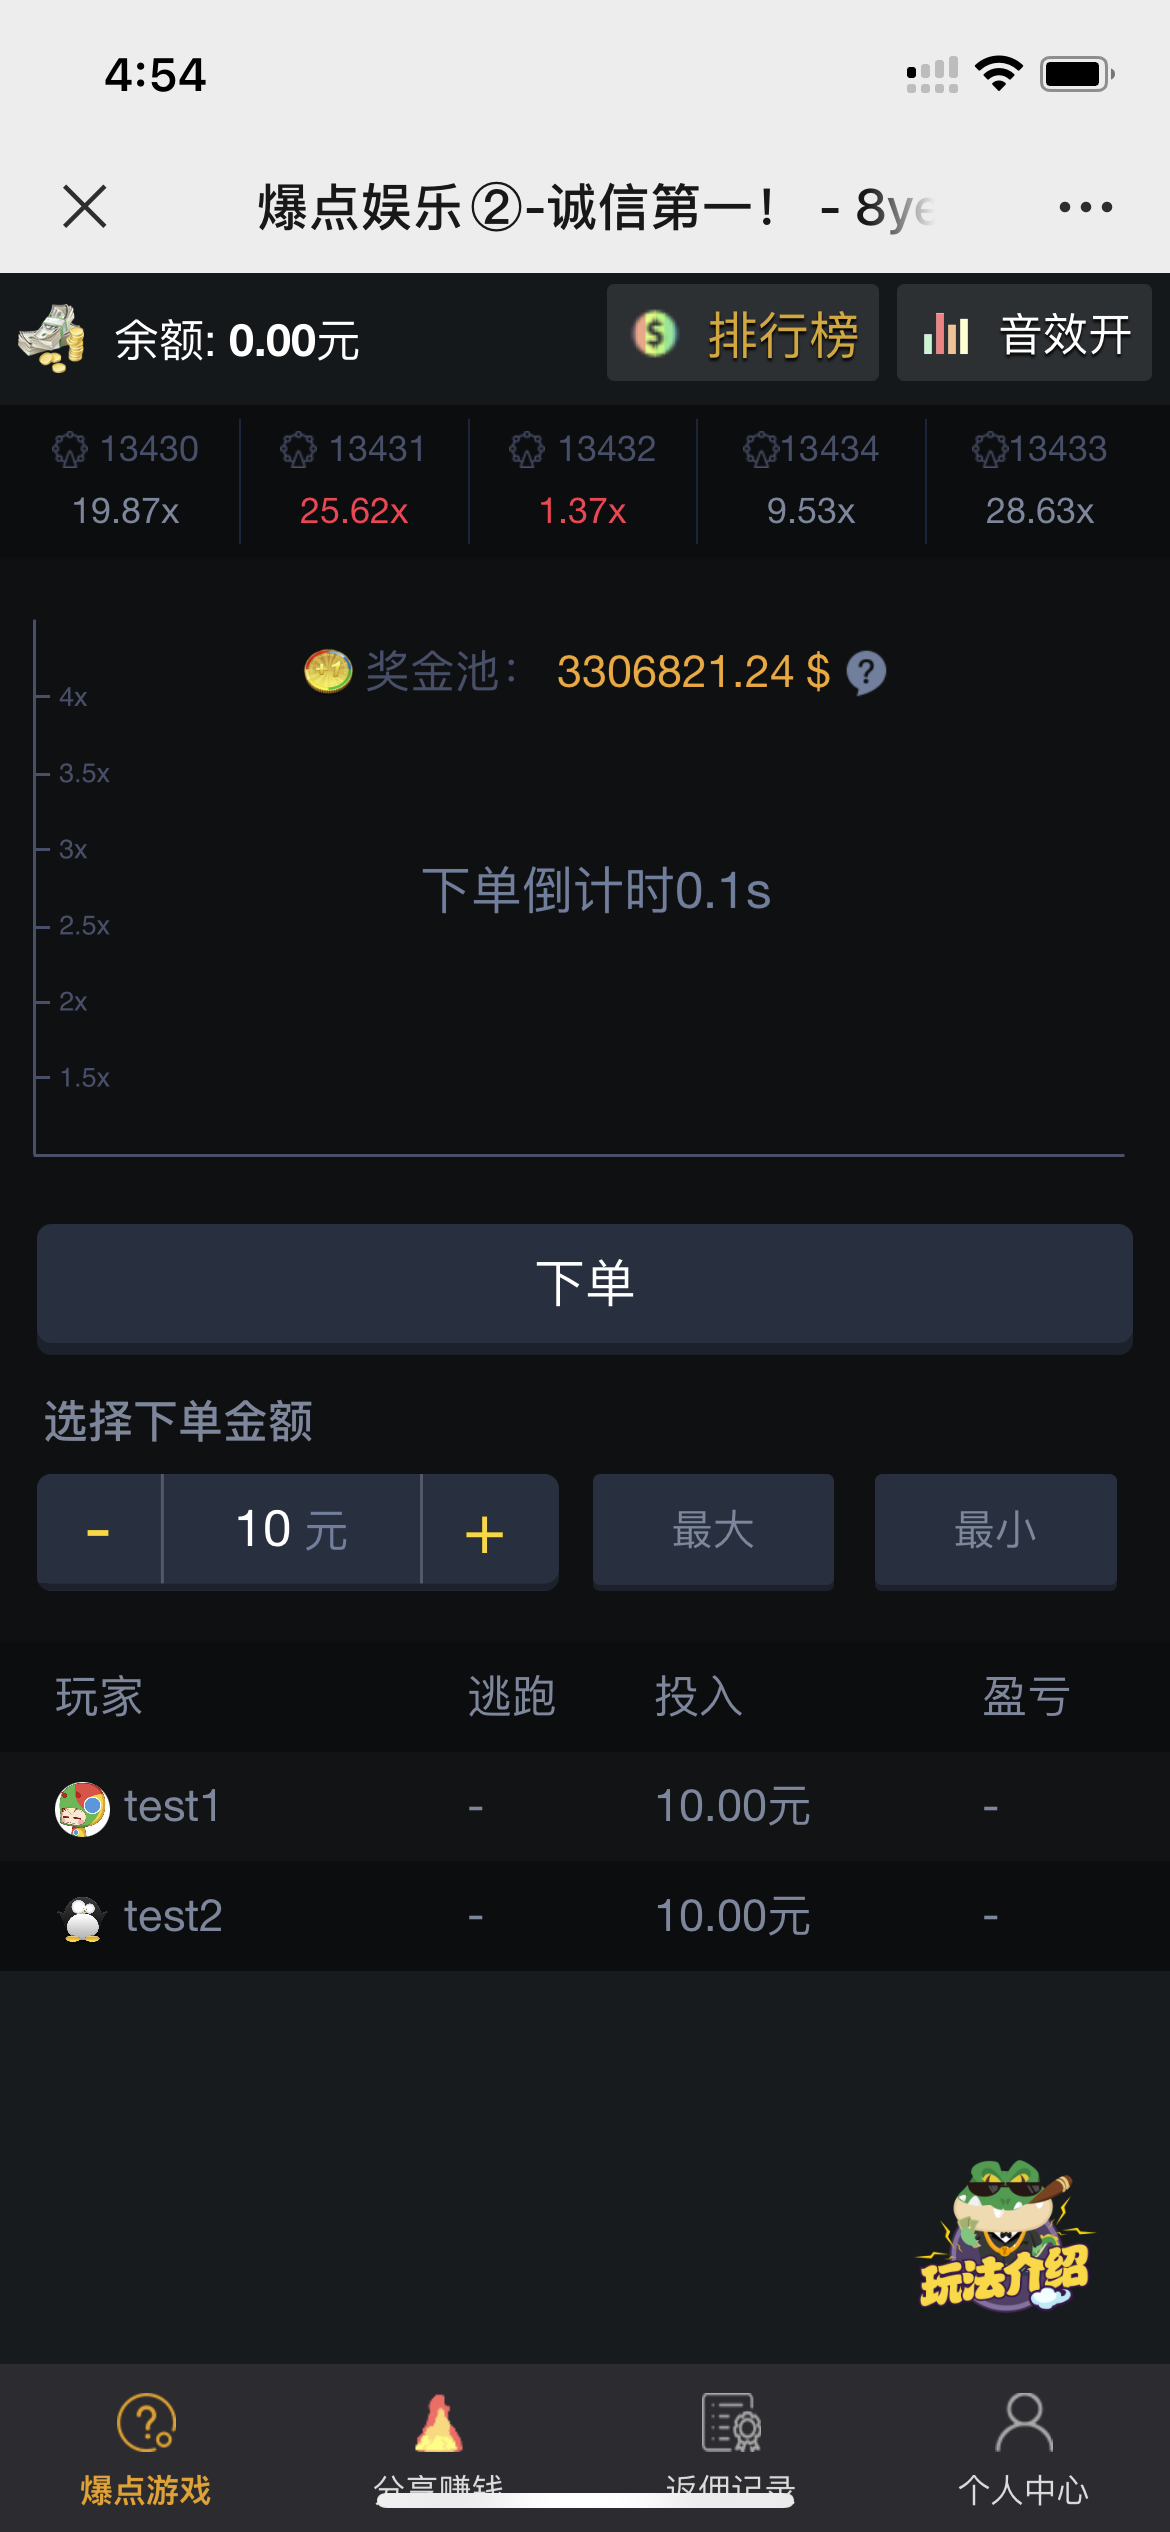 4:54
爆点娱乐②-诚信第一! - 8ye
余额: 0.00元
排行榜
音效开
13430 13431 13432 13434 13433
19.87x 25.62x 1.37x 9.53x 28.63x
奖金池: 3306821.24 $
4x
3.5x
3x
下单倒计时0.1s
2.5x
2x
1.5x
下单
选择下单金额
- 10 元 + 最大 最小
玩家 逃跑 投入 盈亏
test1 - 10.00元 -
test2 - 10.00元 -
玩法介绍
爆点游戏 分享赚钱 返佣记录 个人中心